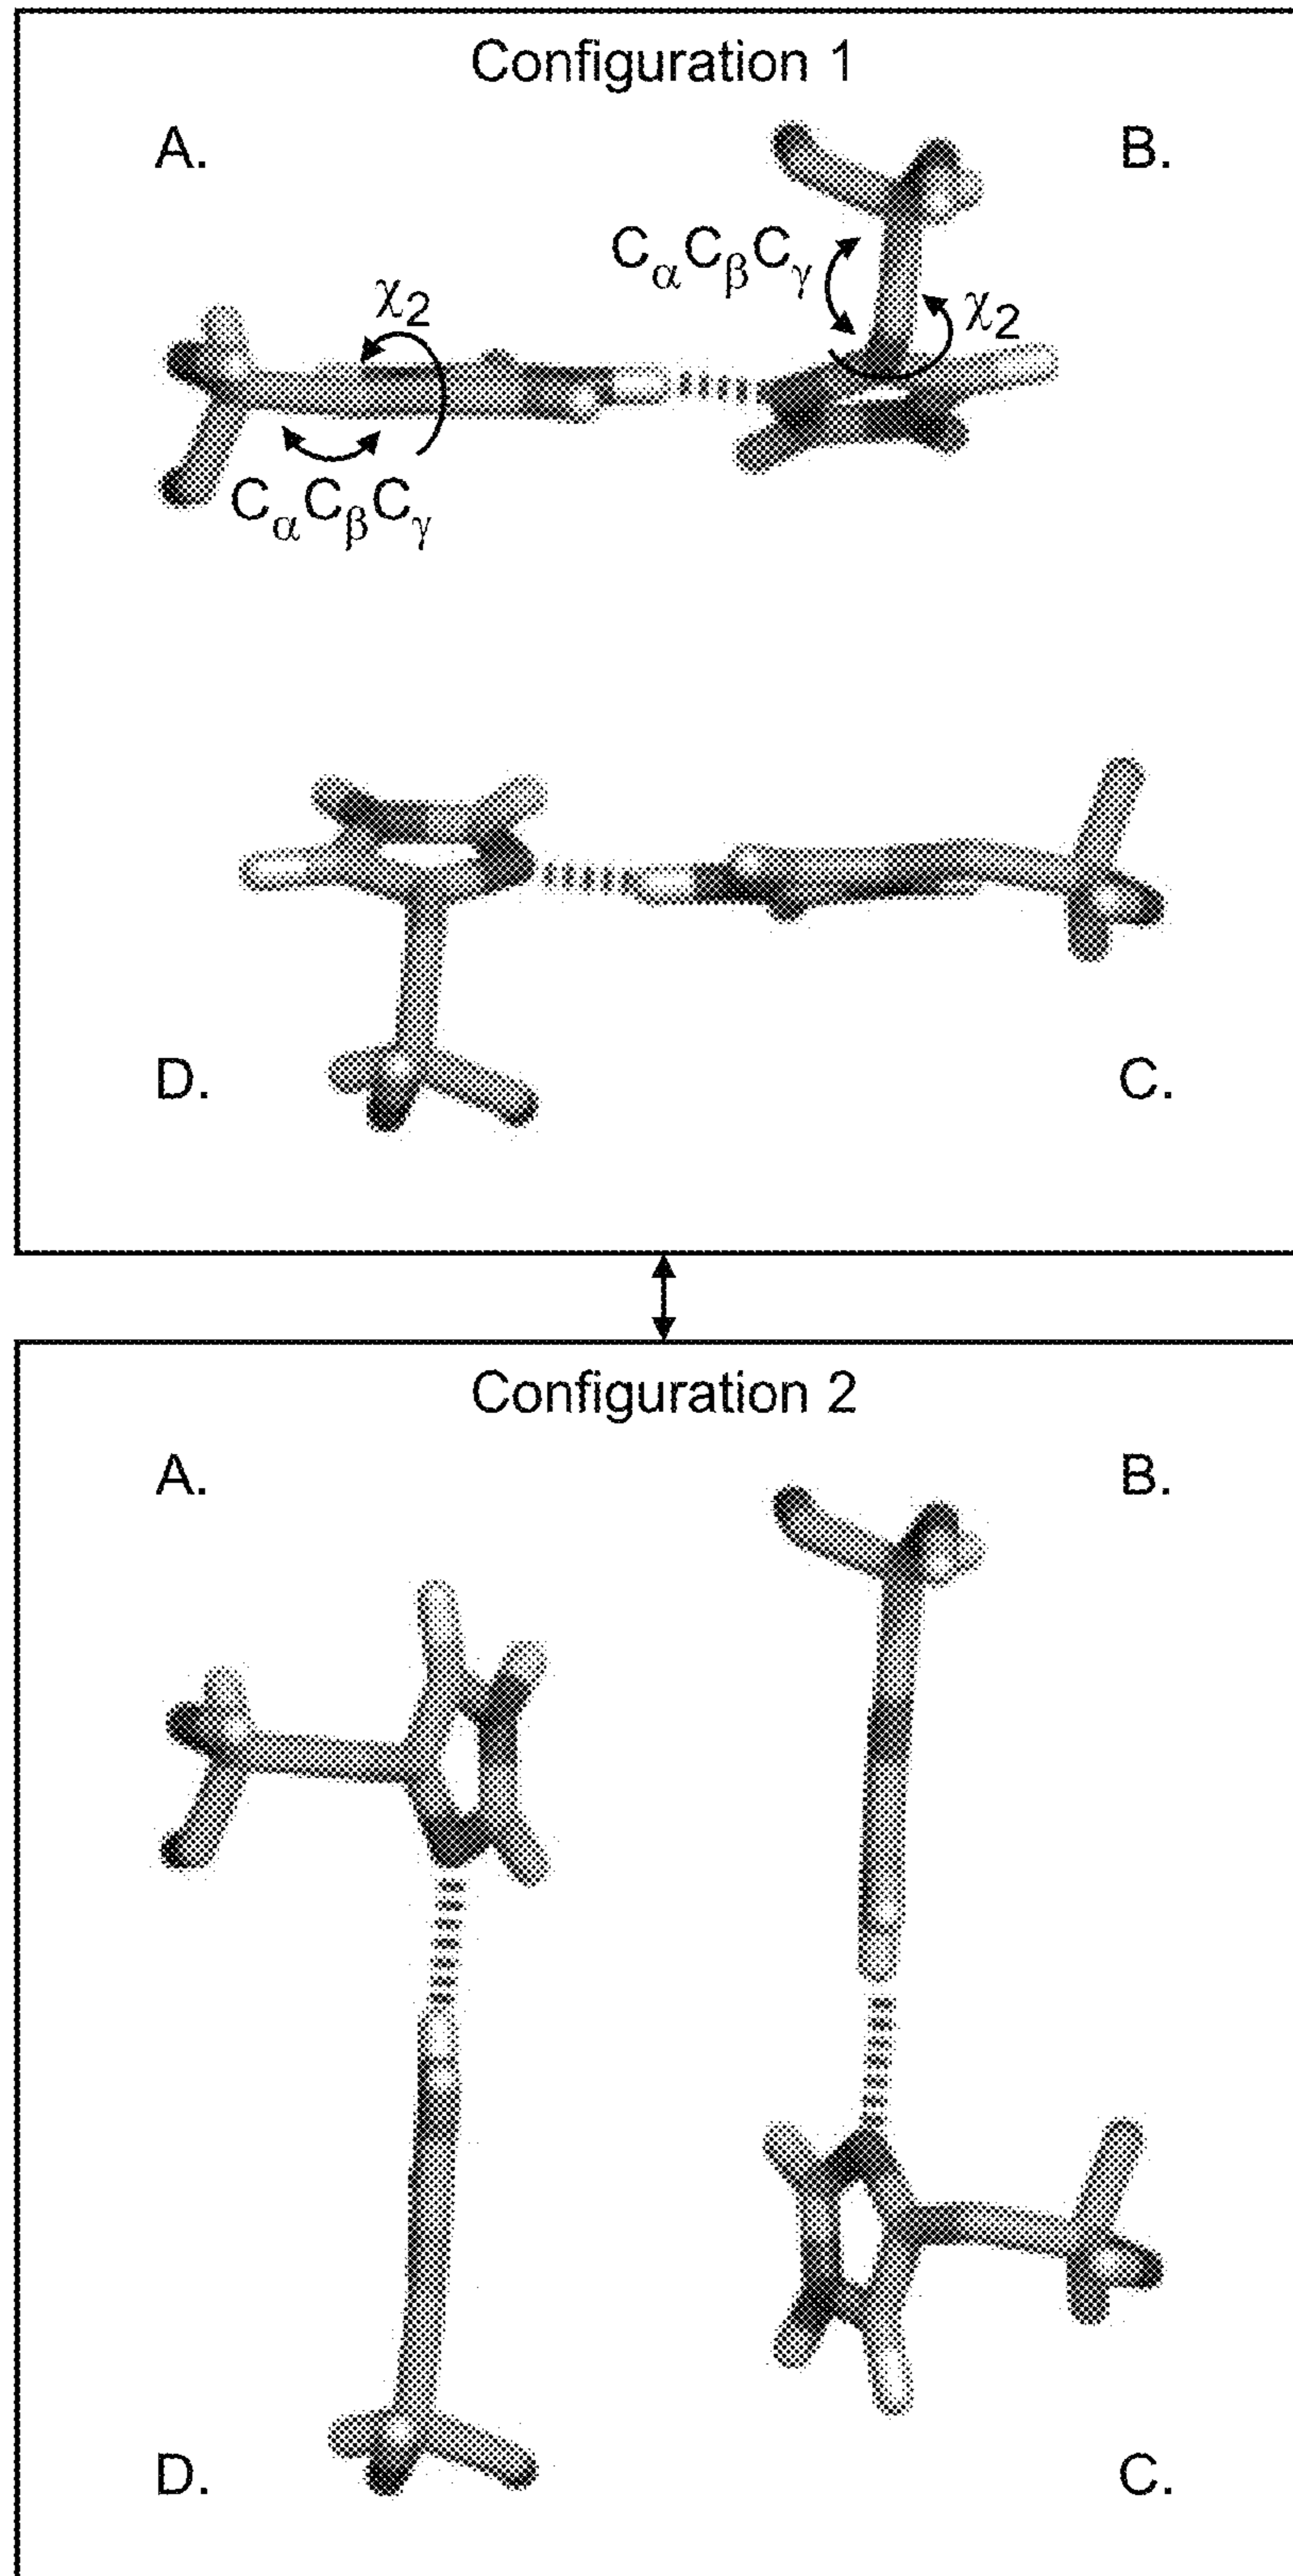 Configuration 1
A.
B.
CαCβCγ
χ2
χ2
CαCβCγ
D.
C.
Configuration 2
A.
B.
D.
C.